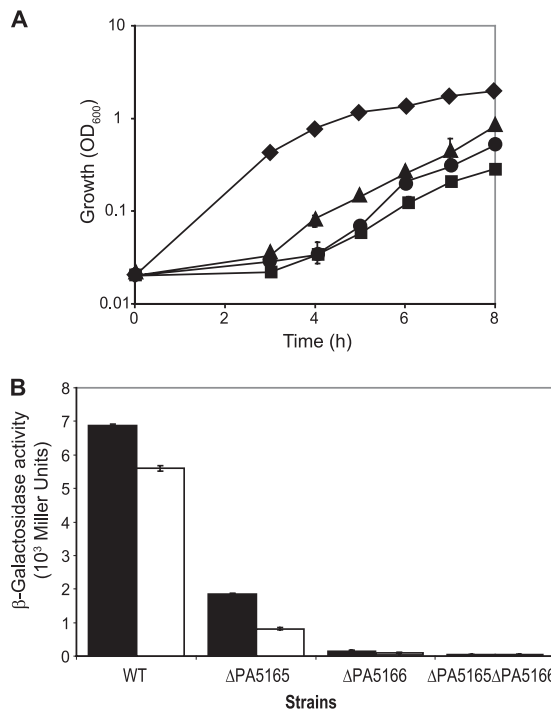 A
10
1
0.1
0.01
Growth (OD600)
0 2 4 6 8
Time (h)
B
8
7
6
5
4
3
2
1
0
β-Galactosidase activity
(10³ Miller Units)
WT ΔPA5165 ΔPA5166 ΔPA5165ΔPA5166
Strains